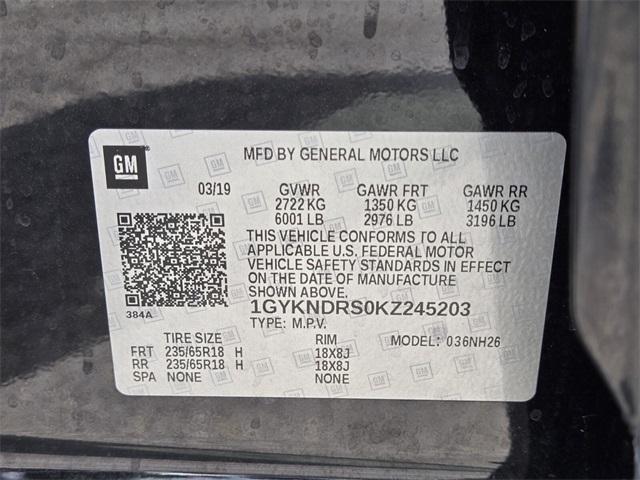 GM
MFD BY GENERAL MOTORS LLC
03/19 GVWR GAWR FRT GAWR RR
2722 KG 1350 KG 1450 KG
6001 LB 2976 LB 3196 LB
THIS VEHICLE CONFORMS TO ALL
APPLICABLE U.S. FEDERAL MOTOR
VEHICLE SAFETY STANDARDS IN EFFECT
ON THE DATE OF MANUFACTURE
SHOWN ABOVE.
384A
1GYKNDRS0KZ245203
TYPE: M.P.V.
TIRE SIZE RIM MODEL: 036NH26
FRT 235/65R18 H 18X8J
RR 235/65R18 H 18X8J
SPA NONE NONE